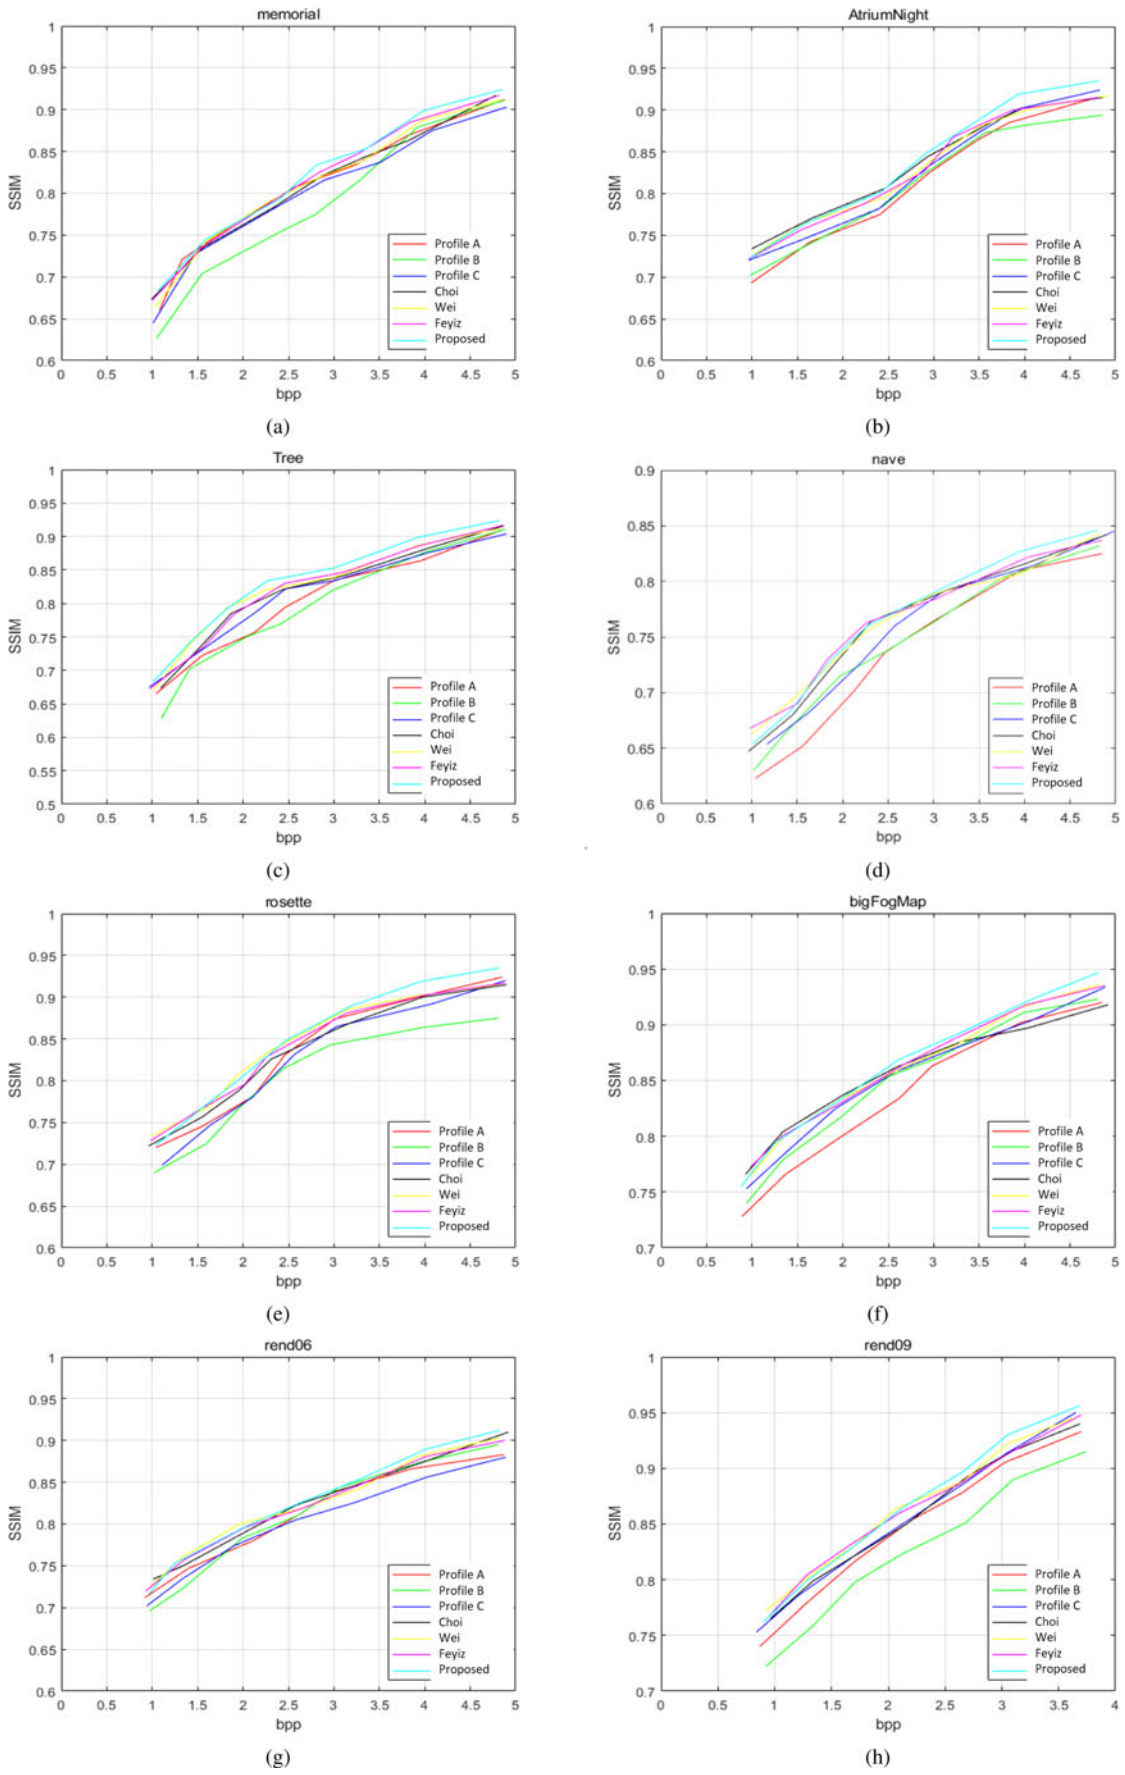 memorial
1
0.95
0.9
0.85
0.8
0.75
0.7
0.65
0.6
SSIM
0 0.5 1 1.5 2 2.5 3 3.5 4 4.5 5
bpp
Profile A
Profile B
Profile C
Choi
Wei
Feyiz
Proposed
(a)
AtriumNight
1
0.95
0.9
0.85
0.8
0.75
0.7
0.65
0.6
SSIM
0 0.5 1 1.5 2 2.5 3 3.5 4 4.5 5
bpp
Profile A
Profile B
Profile C
Choi
Wei
Feyiz
Proposed
(b)
Tree
1
0.95
0.9
0.85
0.8
0.75
0.7
0.65
0.6
0.55
0.5
SSIM
0 0.5 1 1.5 2 2.5 3 3.5 4 4.5 5
bpp
Profile A
Profile B
Profile C
Choi
Wei
Feyiz
Proposed
(c)
nave
0.9
0.85
0.8
0.75
0.7
0.65
0.6
SSIM
0 0.5 1 1.5 2 2.5 3 3.5 4 4.5 5
bpp
Profile A
Profile B
Profile C
Choi
Wei
Feyiz
Proposed
(d)
rosette
1
0.95
0.9
0.85
0.8
0.75
0.7
0.65
0.6
SSIM
0 0.5 1 1.5 2 2.5 3 3.5 4 4.5 5
bpp
Profile A
Profile B
Profile C
Choi
Wei
Feyiz
Proposed
(e)
bigFogMap
1
0.95
0.9
0.85
0.8
0.75
0.7
SSIM
0 0.5 1 1.5 2 2.5 3 3.5 4 4.5 5
bpp
Profile A
Profile B
Profile C
Choi
Wei
Feyiz
Proposed
(f)
rend06
1
0.95
0.9
0.85
0.8
0.75
0.7
0.65
0.6
SSIM
0 0.5 1 1.5 2 2.5 3 3.5 4 4.5 5
bpp
Profile A
Profile B
Profile C
Choi
Wei
Feyiz
Proposed
(g)
rend09
1
0.95
0.9
0.85
0.8
0.75
0.7
SSIM
0 0.5 1 1.5 2 2.5 3 3.5 4
bpp
Profile A
Profile B
Profile C
Choi
Wei
Feyiz
Proposed
(h)